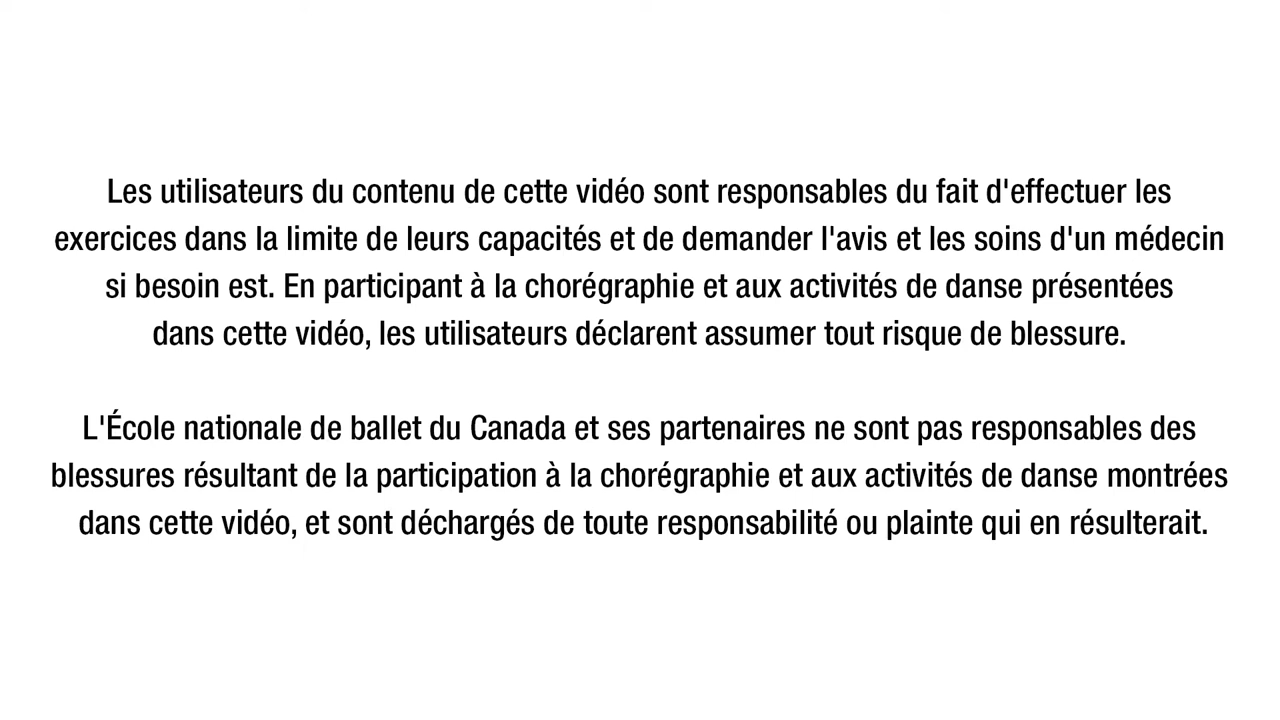 Les utilisateurs du contenu de cette vidéo sont responsables du fait d'effectuer les
exercices dans la limite de leurs capacités et de demander l'avis et les soins d'un médecin
si besoin est. En participant à la chorégraphie et aux activités de danse présentées
dans cette vidéo, les utilisateurs déclarent assumer tout risque de blessure.
L'École nationale de ballet du Canada et ses partenaires ne sont pas responsables des
blessures résultant de la participation à la chorégraphie et aux activités de danse montrées
dans cette vidéo, et sont déchargés de toute responsabilité ou plainte qui en résulterait.